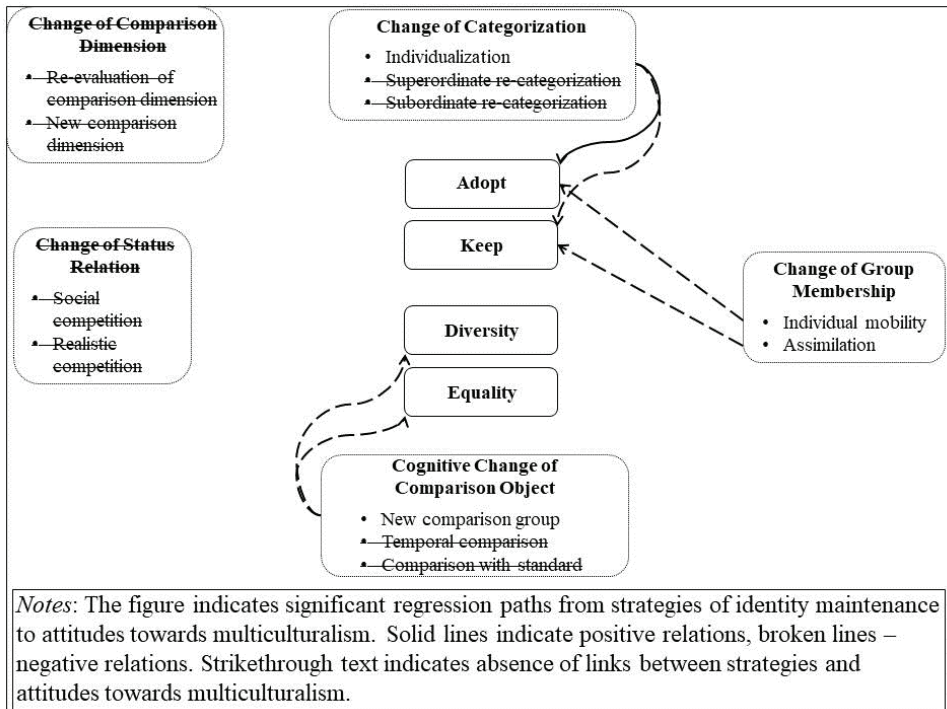 Change of Comparison
Dimension
• Re-evaluation of
comparison dimension
• New comparison
dimension
Change of Categorization
• Individualization
• Superordinate re-categorization
• Subordinate re-categorization
Adopt
Keep
Change of Status
Relation
• Social
competition
• Realistic
competition
Change of Group
Membership
• Individual mobility
• Assimilation
Diversity
Equality
Cognitive Change of
Comparison Object
• New comparison group
• Temporal comparison
• Comparison with standard
Notes: The figure indicates significant regression paths from strategies of identity maintenance
to attitudes towards multiculturalism. Solid lines indicate positive relations, broken lines –
negative relations. Strikethrough text indicates absence of links between strategies and
attitudes towards multiculturalism.